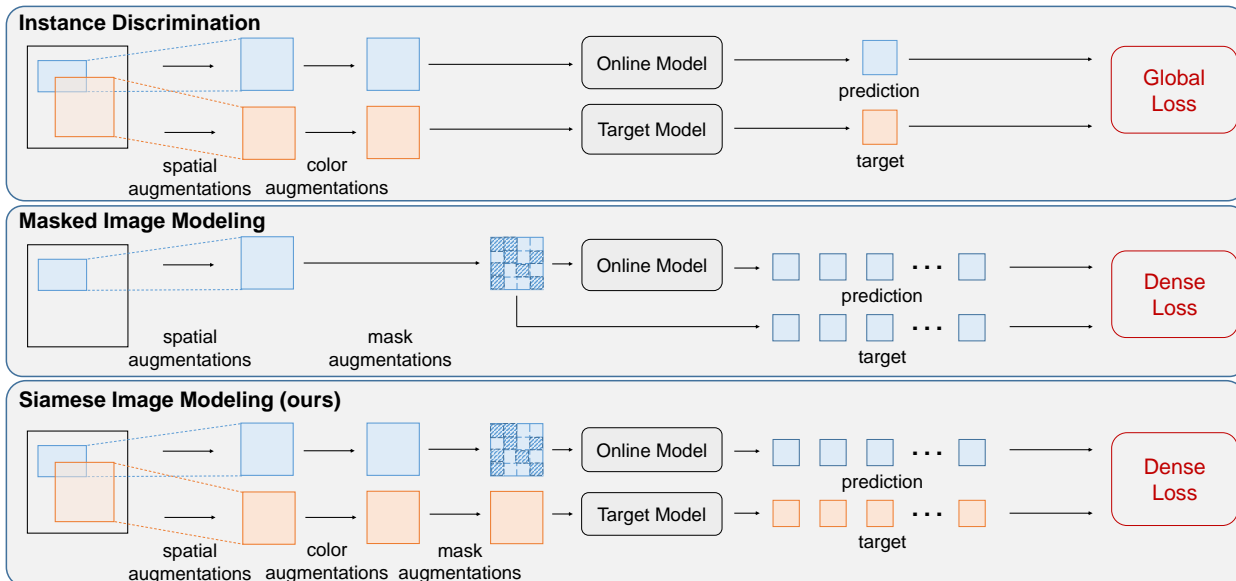 Instance Discrimination
Online Model
prediction
Global
Loss
Target Model
target
spatial
augmentations
color
augmentations
Masked Image Modeling
Online Model
prediction
Dense
Loss
target
spatial
augmentations
mask
augmentations
Siamese Image Modeling (ours)
Online Model
prediction
Dense
Loss
Target Model
target
spatial
augmentations
color
augmentations
mask
augmentations